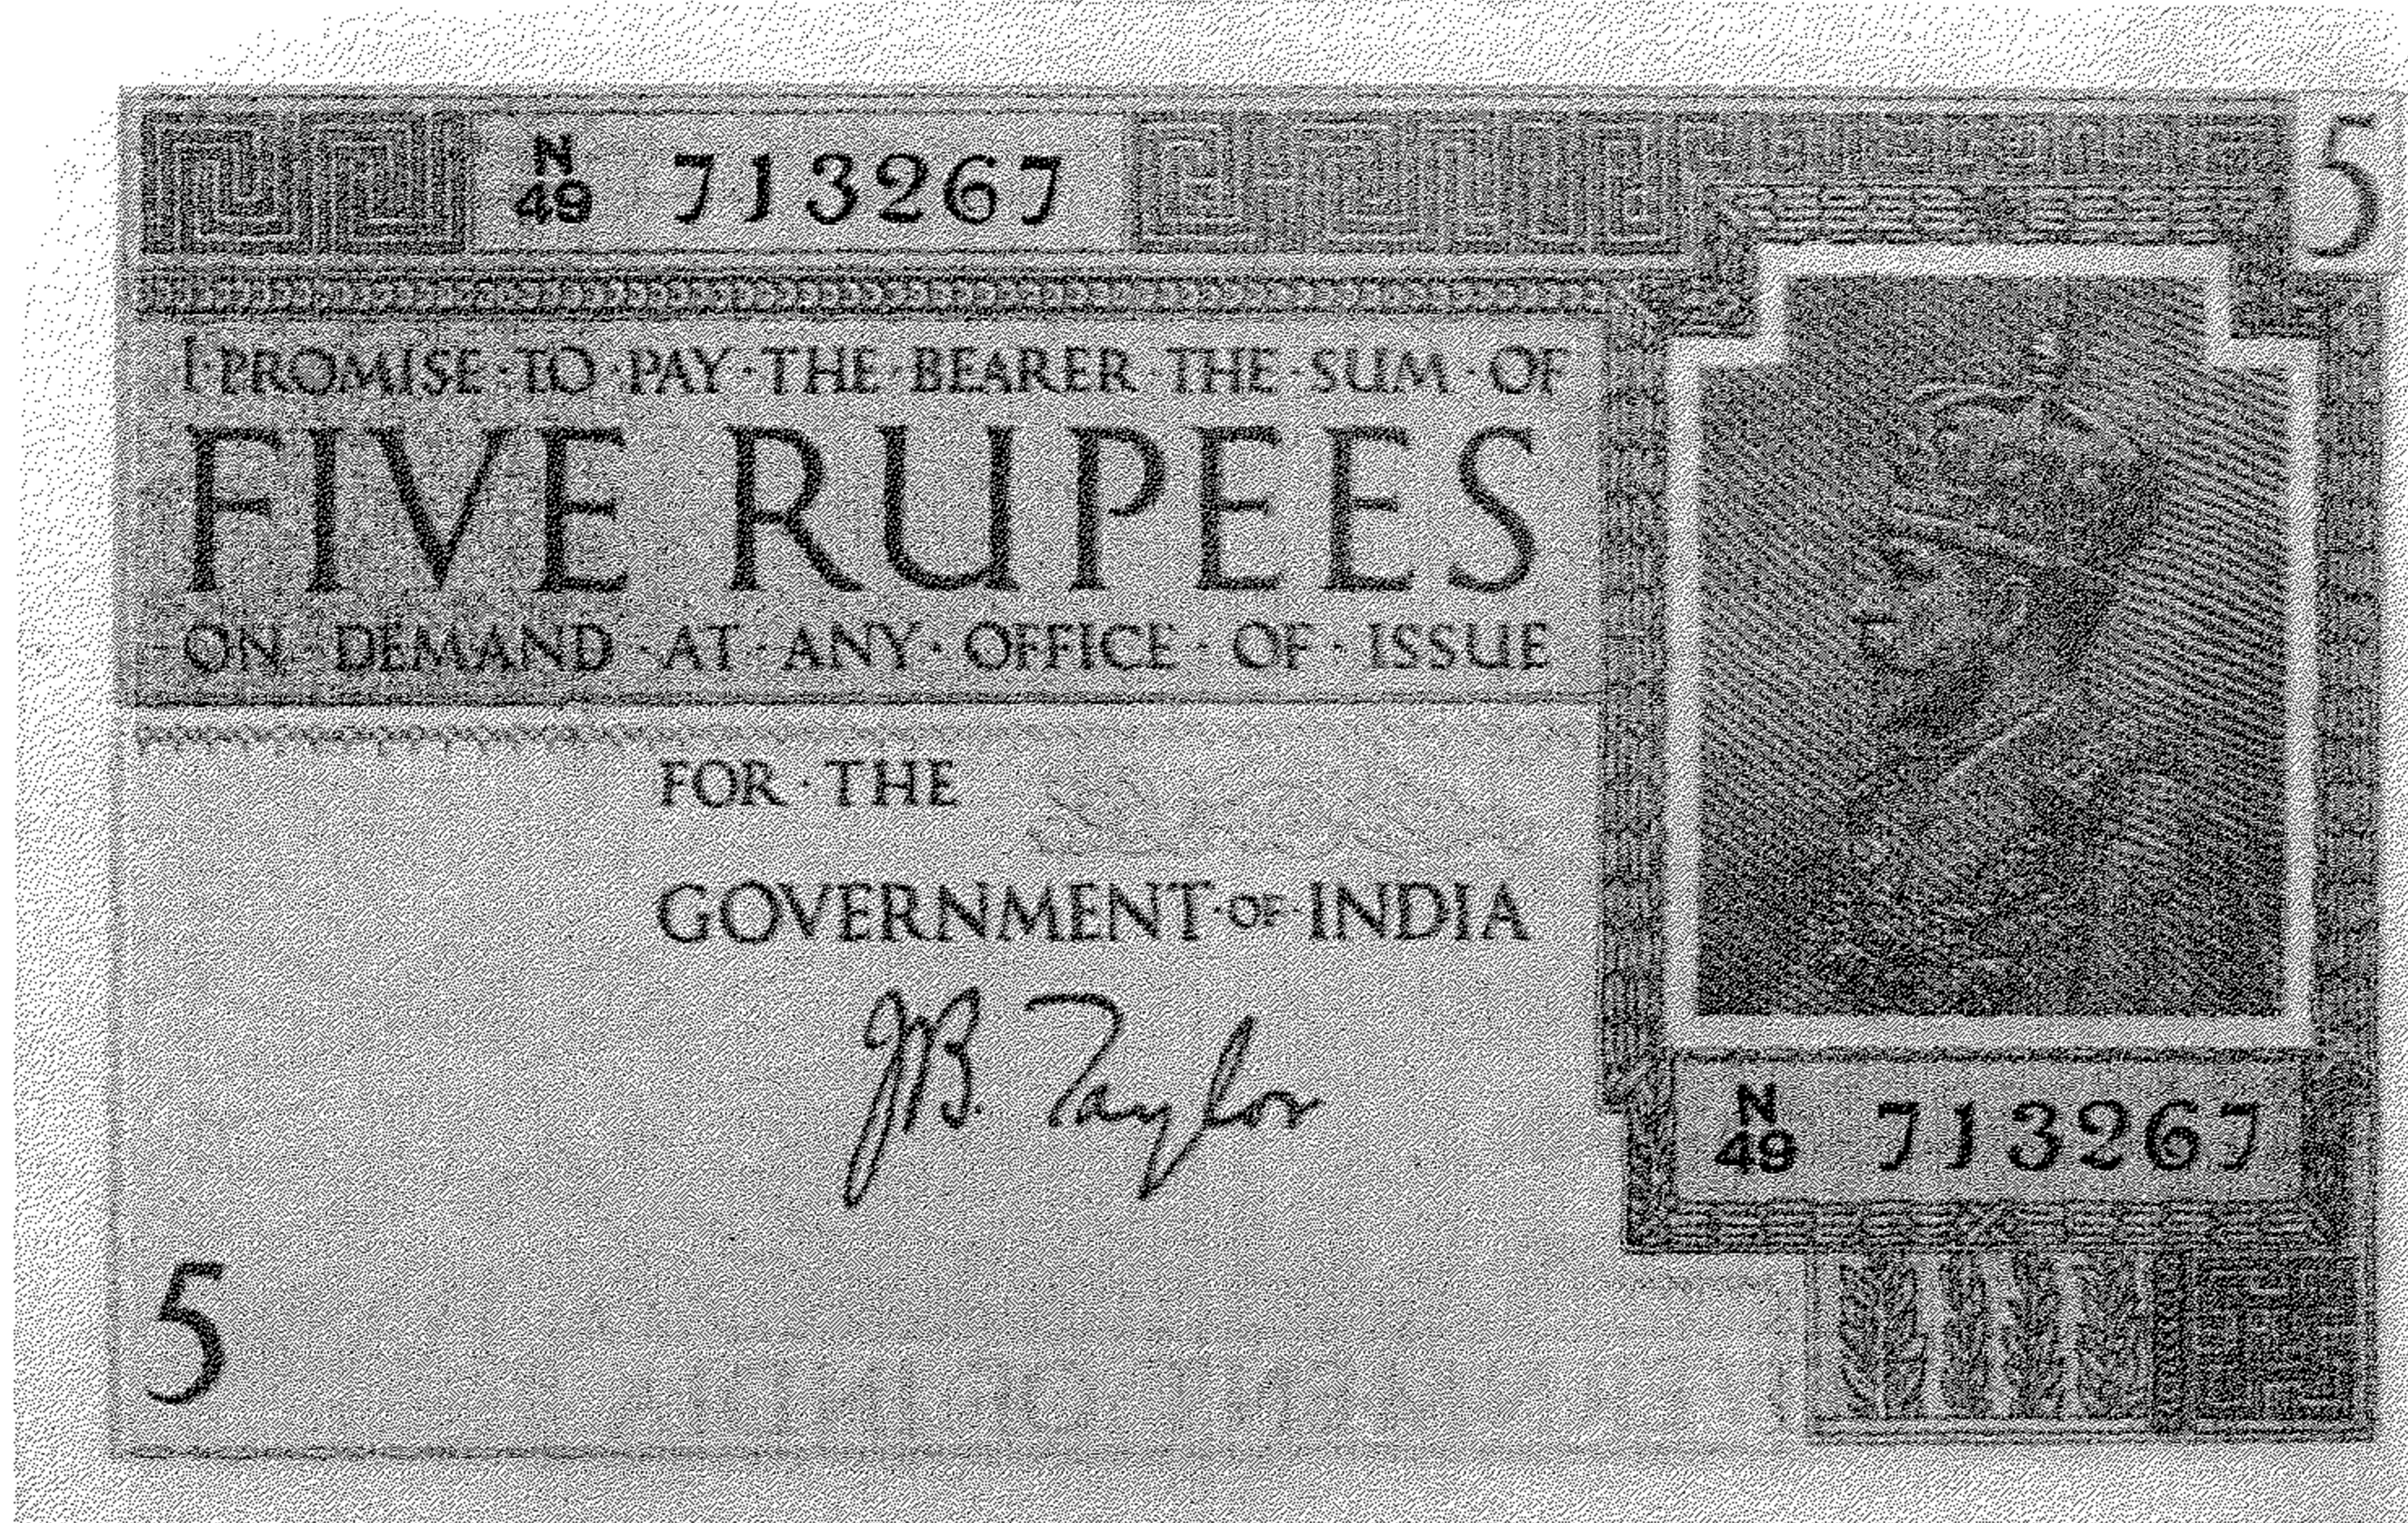 N
49 713267
5
I·PROMISE·TO·PAY·THE·BEARER·THE·SUM·OF
FIVE RUPEES
ON·DEMAND·AT·ANY·OFFICE·OF·ISSUE
FOR·THE
GOVERNMENT·OF·INDIA
J.B. Taylor
N
49 713267
5